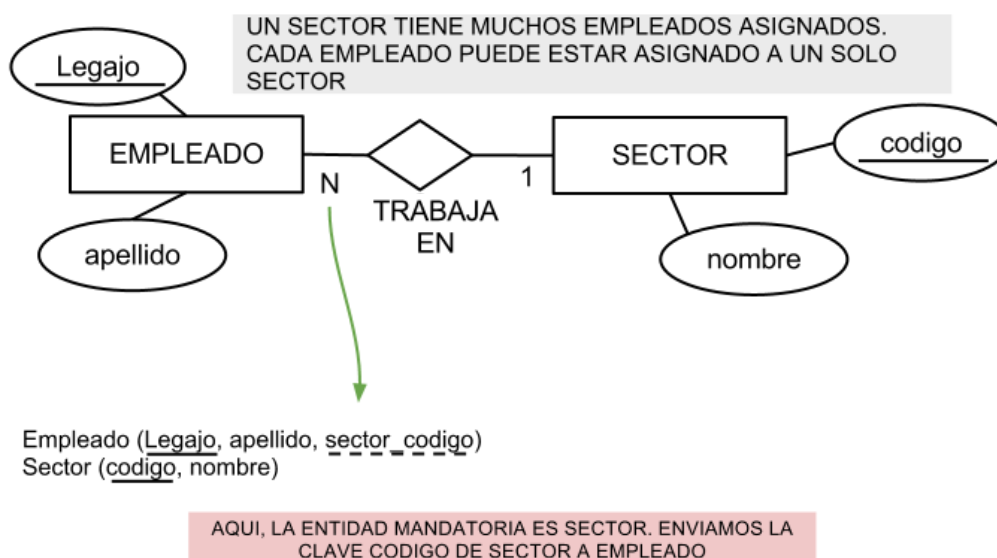 UN SECTOR TIENE MUCHOS EMPLEADOS ASIGNADOS.
CADA EMPLEADO PUEDE ESTAR ASIGNADO A UN SOLO
SECTOR
Legajo
EMPLEADO
apellido
N
TRABAJA
EN
1
SECTOR
codigo
nombre
Empleado (Legajo, apellido, sector_codigo)
Sector (codigo, nombre)
AQUI, LA ENTIDAD MANDATORIA ES SECTOR. ENVIAMOS LA
CLAVE CODIGO DE SECTOR A EMPLEADO